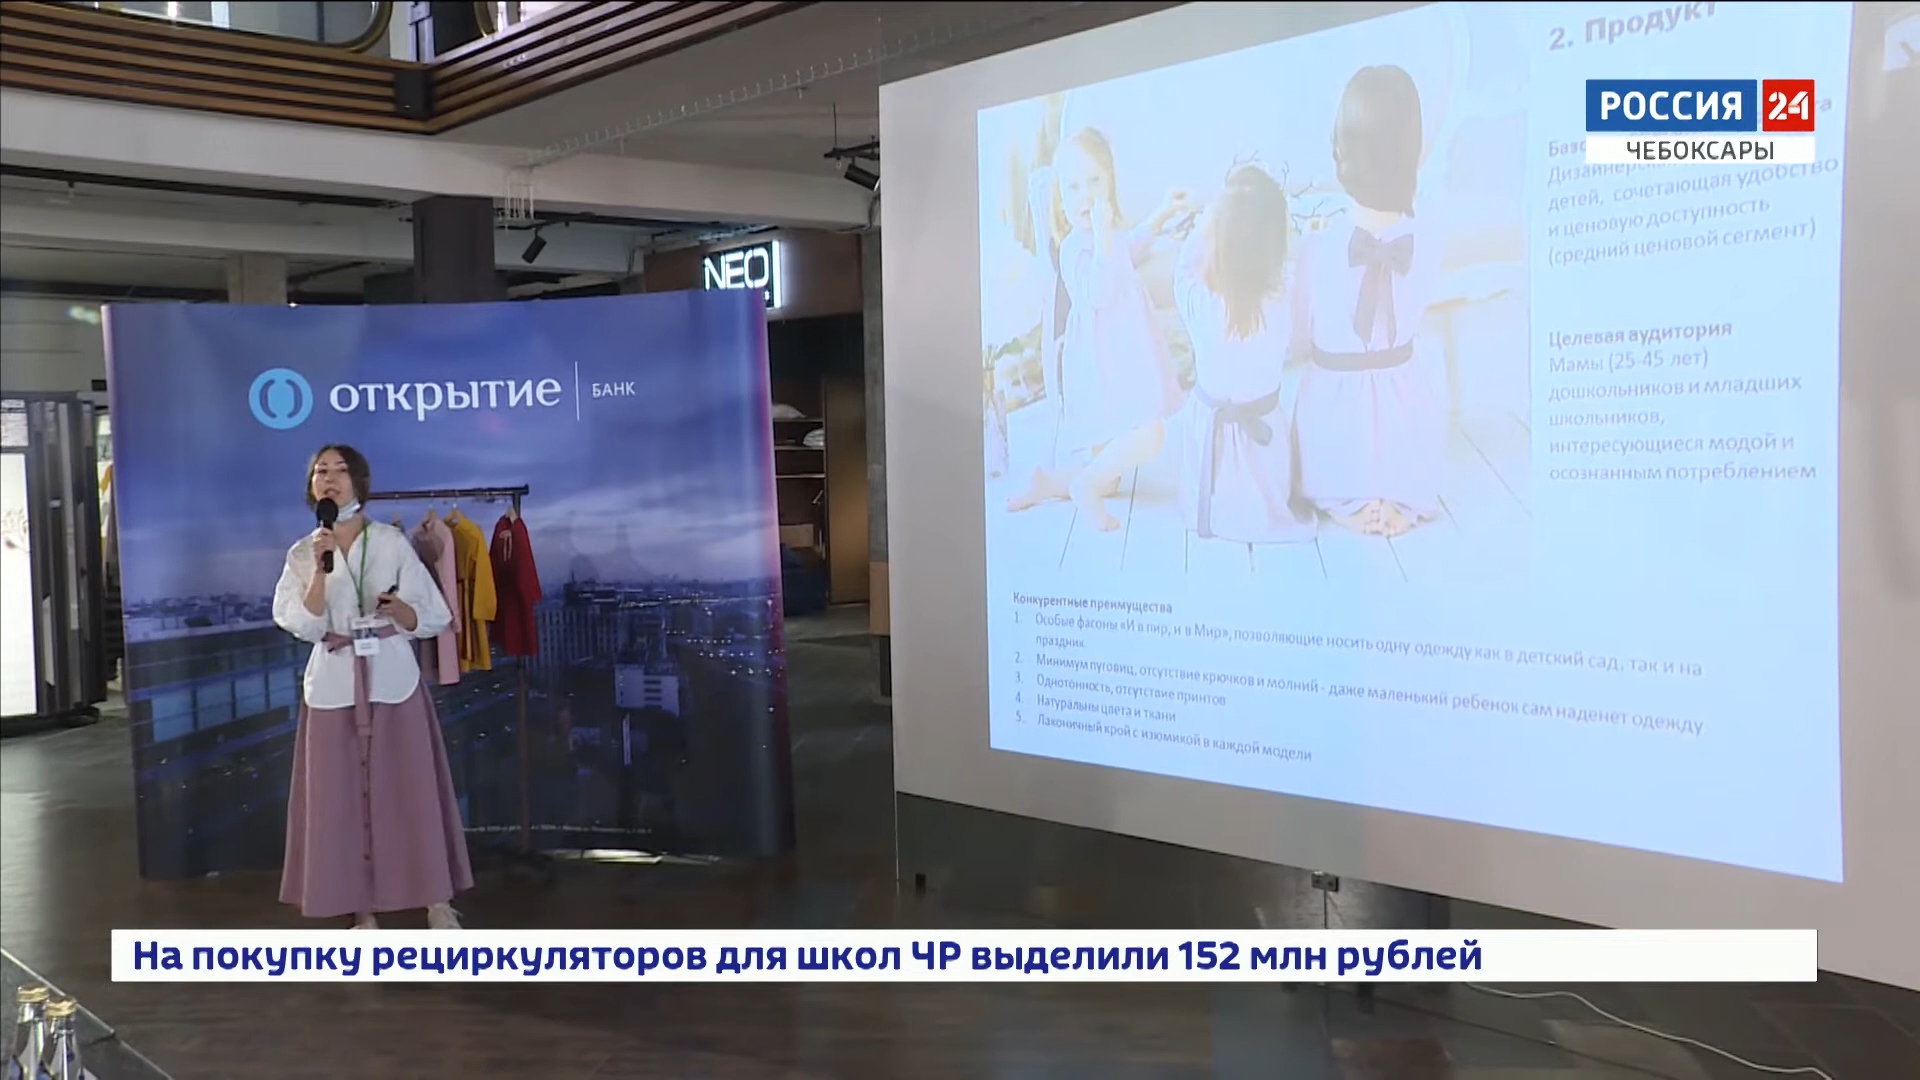 2. Продукт
РОССИЯ 24
ЧЕБОКСАРЫ
детей, сочетающая удобство
и ценовую доступность
(средний ценовой сегмент)
Целевая аудитория
Мамы (25-45 лет)
дошкольников и младших
школьников,
интересующиеся модой и
осознанным потреблением
NEO
открытие БАНК
Конкурентные преимущества
1. Особые фасоны «И в пир, и в Мир», позволяющие носить одну одежду как в детский сад, так и на
праздник.
2. Минимум пуговиц, отсутствие крючков и молний - даже маленький ребенок сам наденет одежду
3. Однотонность, отсутствие принтов
4. Натуральны цвета и ткани
5. Лаконичный крой с изюмикой в каждой модели
На покупку рециркуляторов для школ ЧР выделили 152 млн рублей